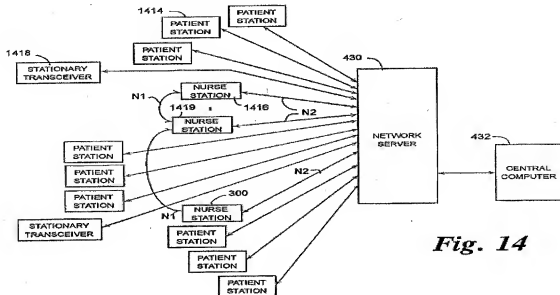 PATIENT
STATION
1414
PATIENT
STATION
PATIENT
STATION
1418
STATIONARY
TRANSCEIVER
430
N1
NURSE
STATION
1419
1416
NURSE
STATION
N2
NETWORK
SERVER
432
CENTRAL
COMPUTER
PATIENT
STATION
PATIENT
STATION
PATIENT
STATION
N2
300
N1
NURSE
STATION
STATIONARY
TRANSCEIVER
PATIENT
STATION
PATIENT
STATION
PATIENT
STATION
Fig. 14